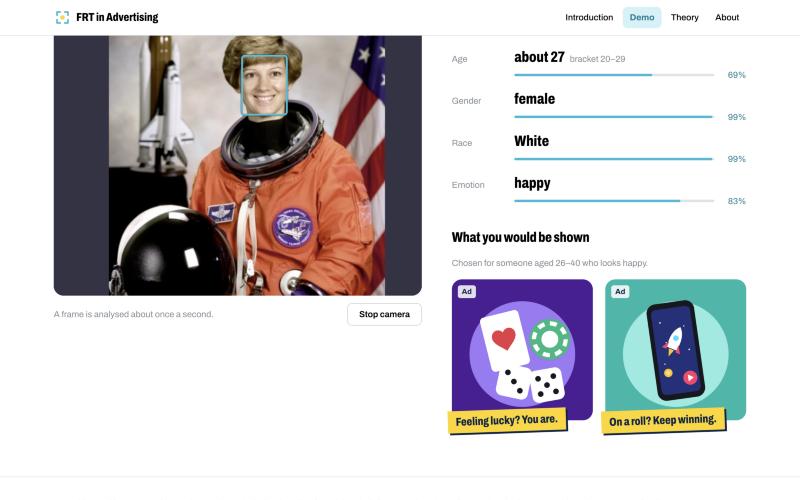 FRT in Advertising
Introduction
Demo
Theory
About
Age
about 27 bracket 20–29
69%
Gender
female
99%
Race
White
99%
Emotion
happy
83%
What you would be shown
Chosen for someone aged 26–40 who looks happy.
A frame is analysed about once a second.
Stop camera
Ad
Feeling lucky? You are.
Ad
On a roll? Keep winning.